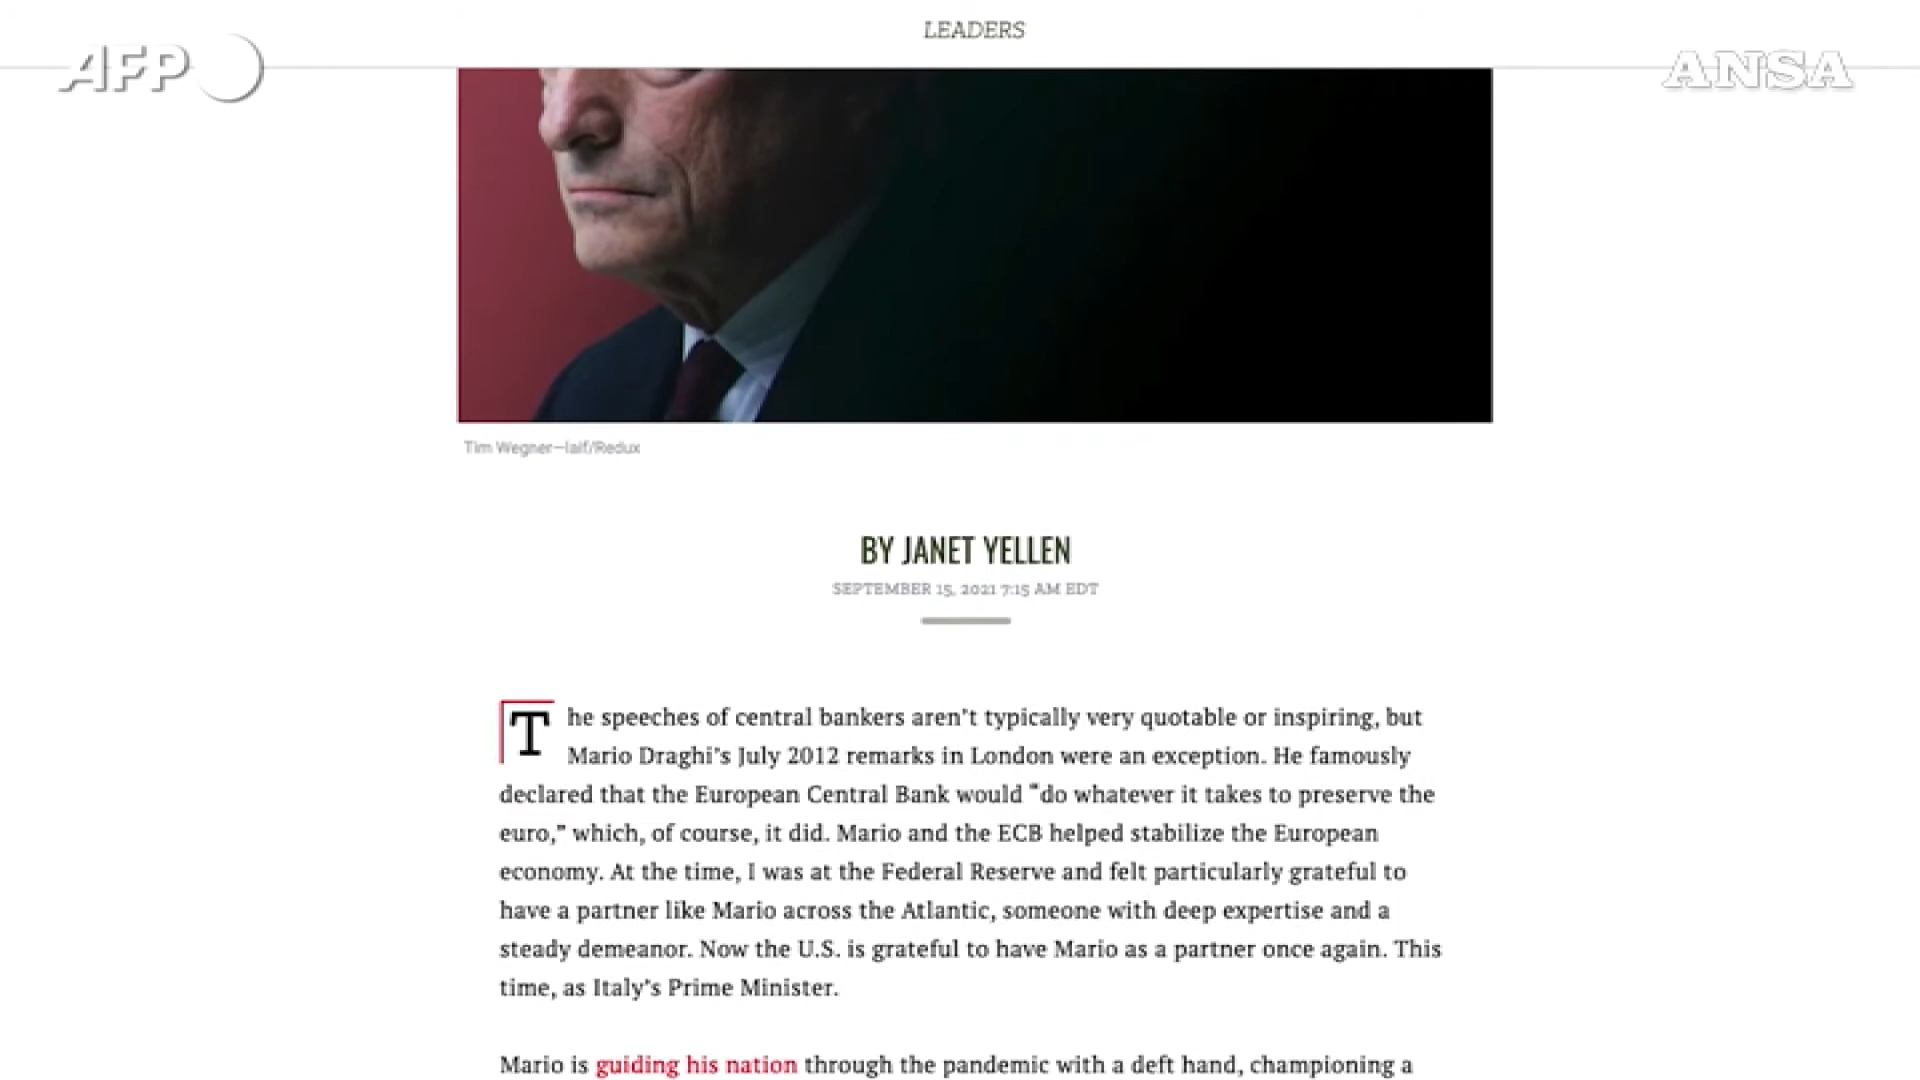 LEADERS
AFP
ANSA
Tim Wegner—laif/Redux
BY JANET YELLEN
SEPTEMBER 15, 2021 7:15 AM EDT
The speeches of central bankers aren't typically very quotable or inspiring, but
Mario Draghi's July 2012 remarks in London were an exception. He famously
declared that the European Central Bank would “do whatever it takes to preserve the
euro,” which, of course, it did. Mario and the ECB helped stabilize the European
economy. At the time, I was at the Federal Reserve and felt particularly grateful to
have a partner like Mario across the Atlantic, someone with deep expertise and a
steady demeanor. Now the U.S. is grateful to have Mario as a partner once again. This
time, as Italy's Prime Minister.
Mario is guiding his nation through the pandemic with a deft hand, championing a